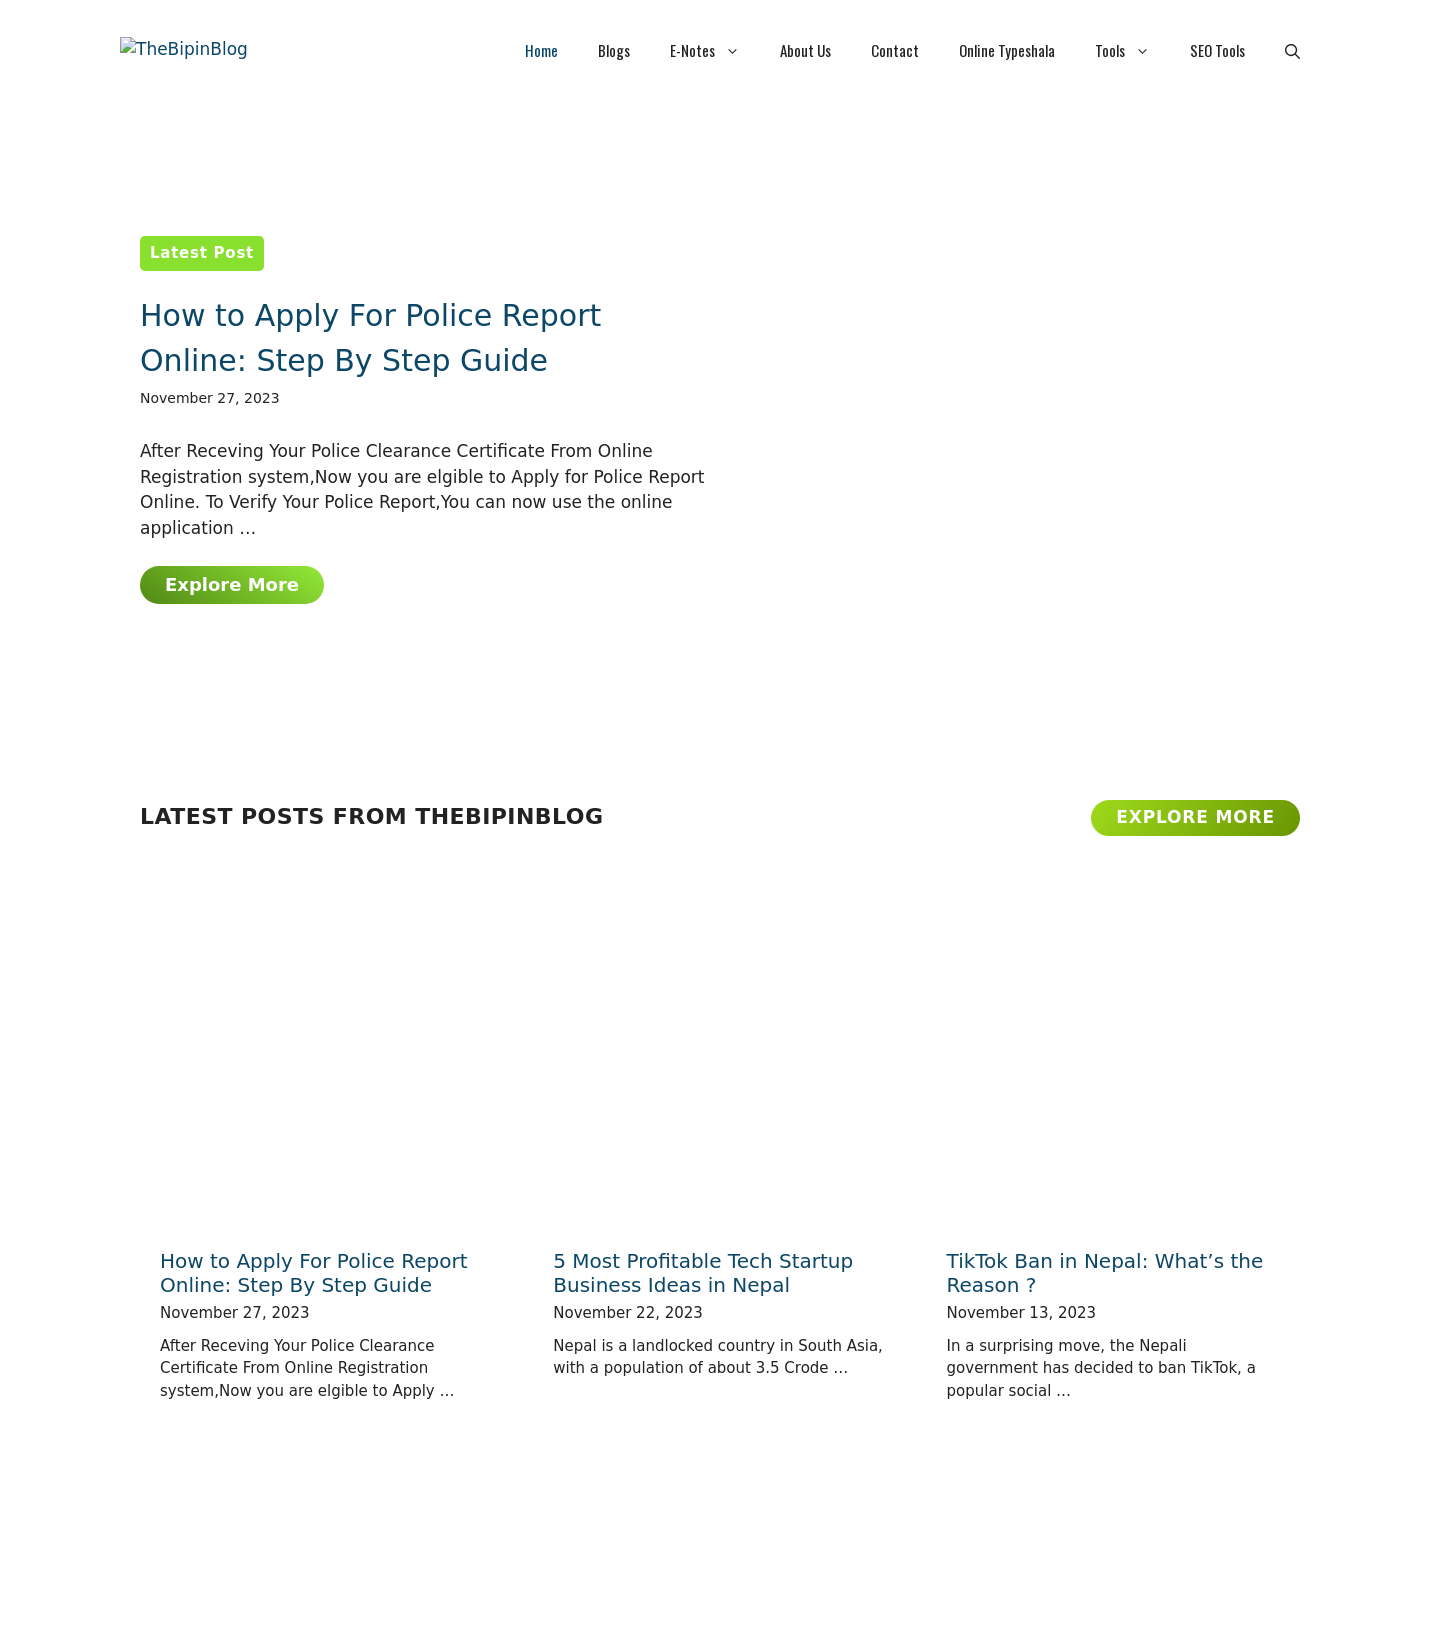 TheBipinBlog
Home Blogs E-Notes About Us Contact Online Typeshala Tools SEO Tools
Latest Post
How to Apply For Police Report
Online: Step By Step Guide
November 27, 2023
After Receving Your Police Clearance Certificate From Online
Registration system,Now you are elgible to Apply for Police Report
Online. To Verify Your Police Report,You can now use the online
application …
Explore More
LATEST POSTS FROM THEBIPINBLOG
EXPLORE MORE
How to Apply For Police Report
Online: Step By Step Guide
November 27, 2023
After Receving Your Police Clearance
Certificate From Online Registration
system,Now you are elgible to Apply …
5 Most Profitable Tech Startup
Business Ideas in Nepal
November 22, 2023
Nepal is a landlocked country in South Asia,
with a population of about 3.5 Crode …
TikTok Ban in Nepal: What’s the
Reason ?
November 13, 2023
In a surprising move, the Nepali
government has decided to ban TikTok, a
popular social …